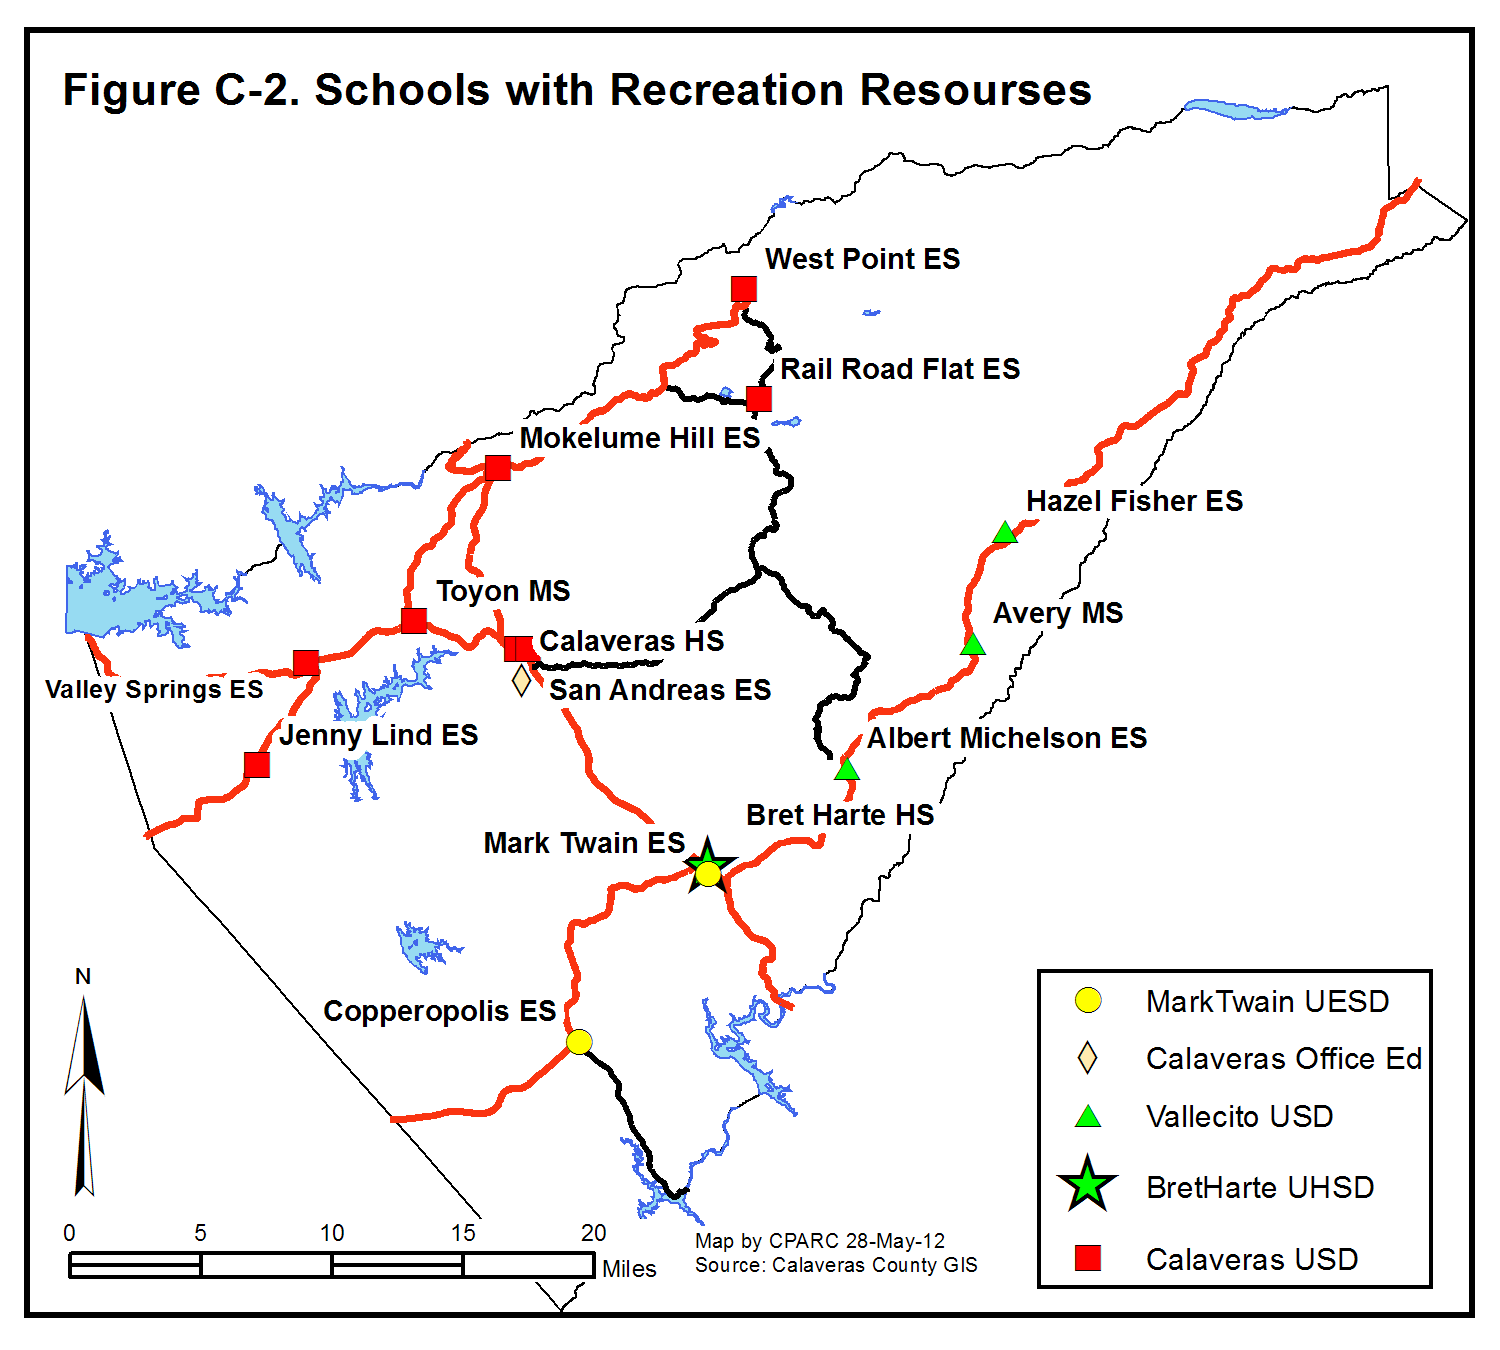 Figure C-2. Schools with Recreation Resourses
West Point ES
Rail Road Flat ES
Mokelume Hill ES
Hazel Fisher ES
Toyon MS
Avery MS
Calaveras HS
Valley Springs ES
San Andreas ES
Jenny Lind ES
Albert Michelson ES
Bret Harte HS
Mark Twain ES
Copperopolis ES
N
MarkTwain UESD
Calaveras Office Ed
Vallecito USD
BretHarte UHSD
Calaveras USD
0 5 10 15 20
Miles
Map by CPARC 28-May-12
Source: Calaveras County GIS